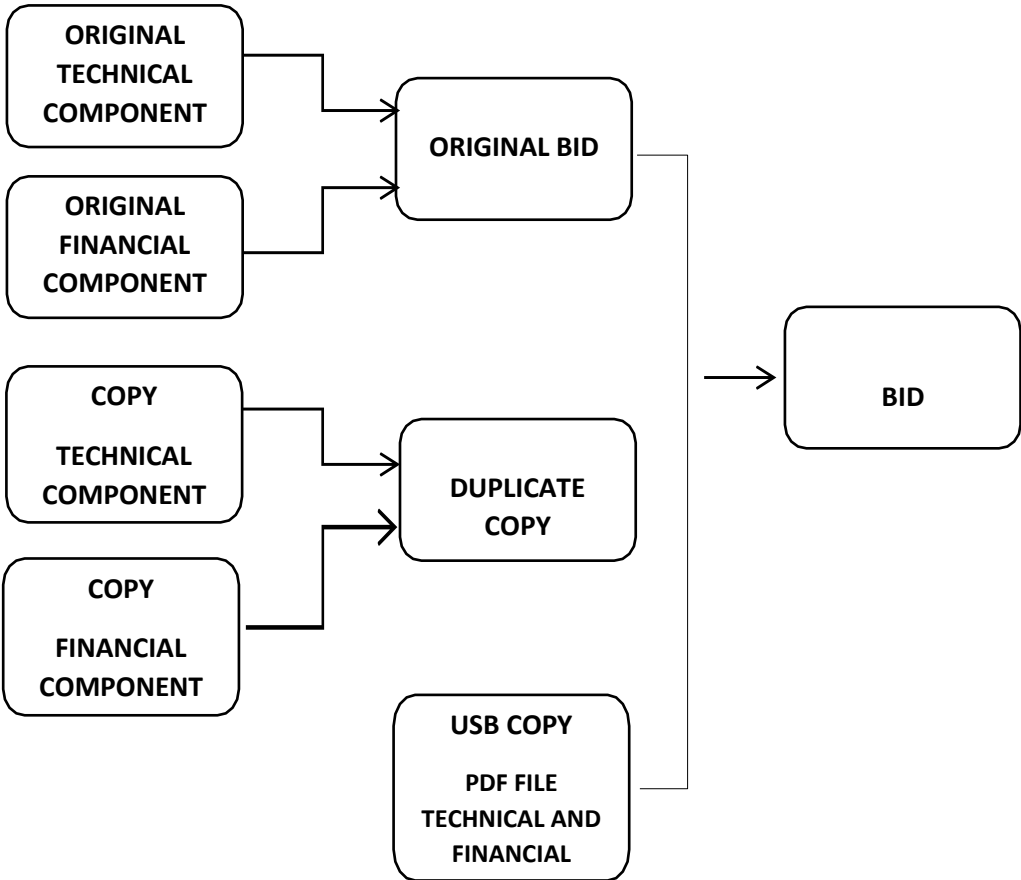 ORIGINAL
TECHNICAL
COMPONENT
ORIGINAL
FINANCIAL
COMPONENT
ORIGINAL BID
COPY
TECHNICAL
COMPONENT
COPY
FINANCIAL
COMPONENT
DUPLICATE
COPY
USB COPY
PDF FILE
TECHNICAL AND
FINANCIAL
BID